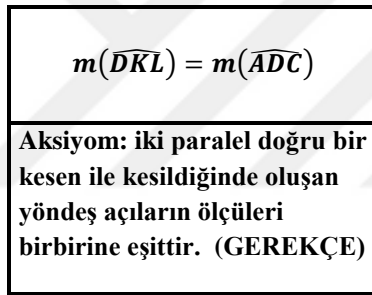 m(DKL) = m(ADC)
Aksiyom: iki paralel doğru bir
kesen ile kesildiğinde oluşan
yöndeş açıların ölçüleri
birbirine eşittir. (GEREKÇE)